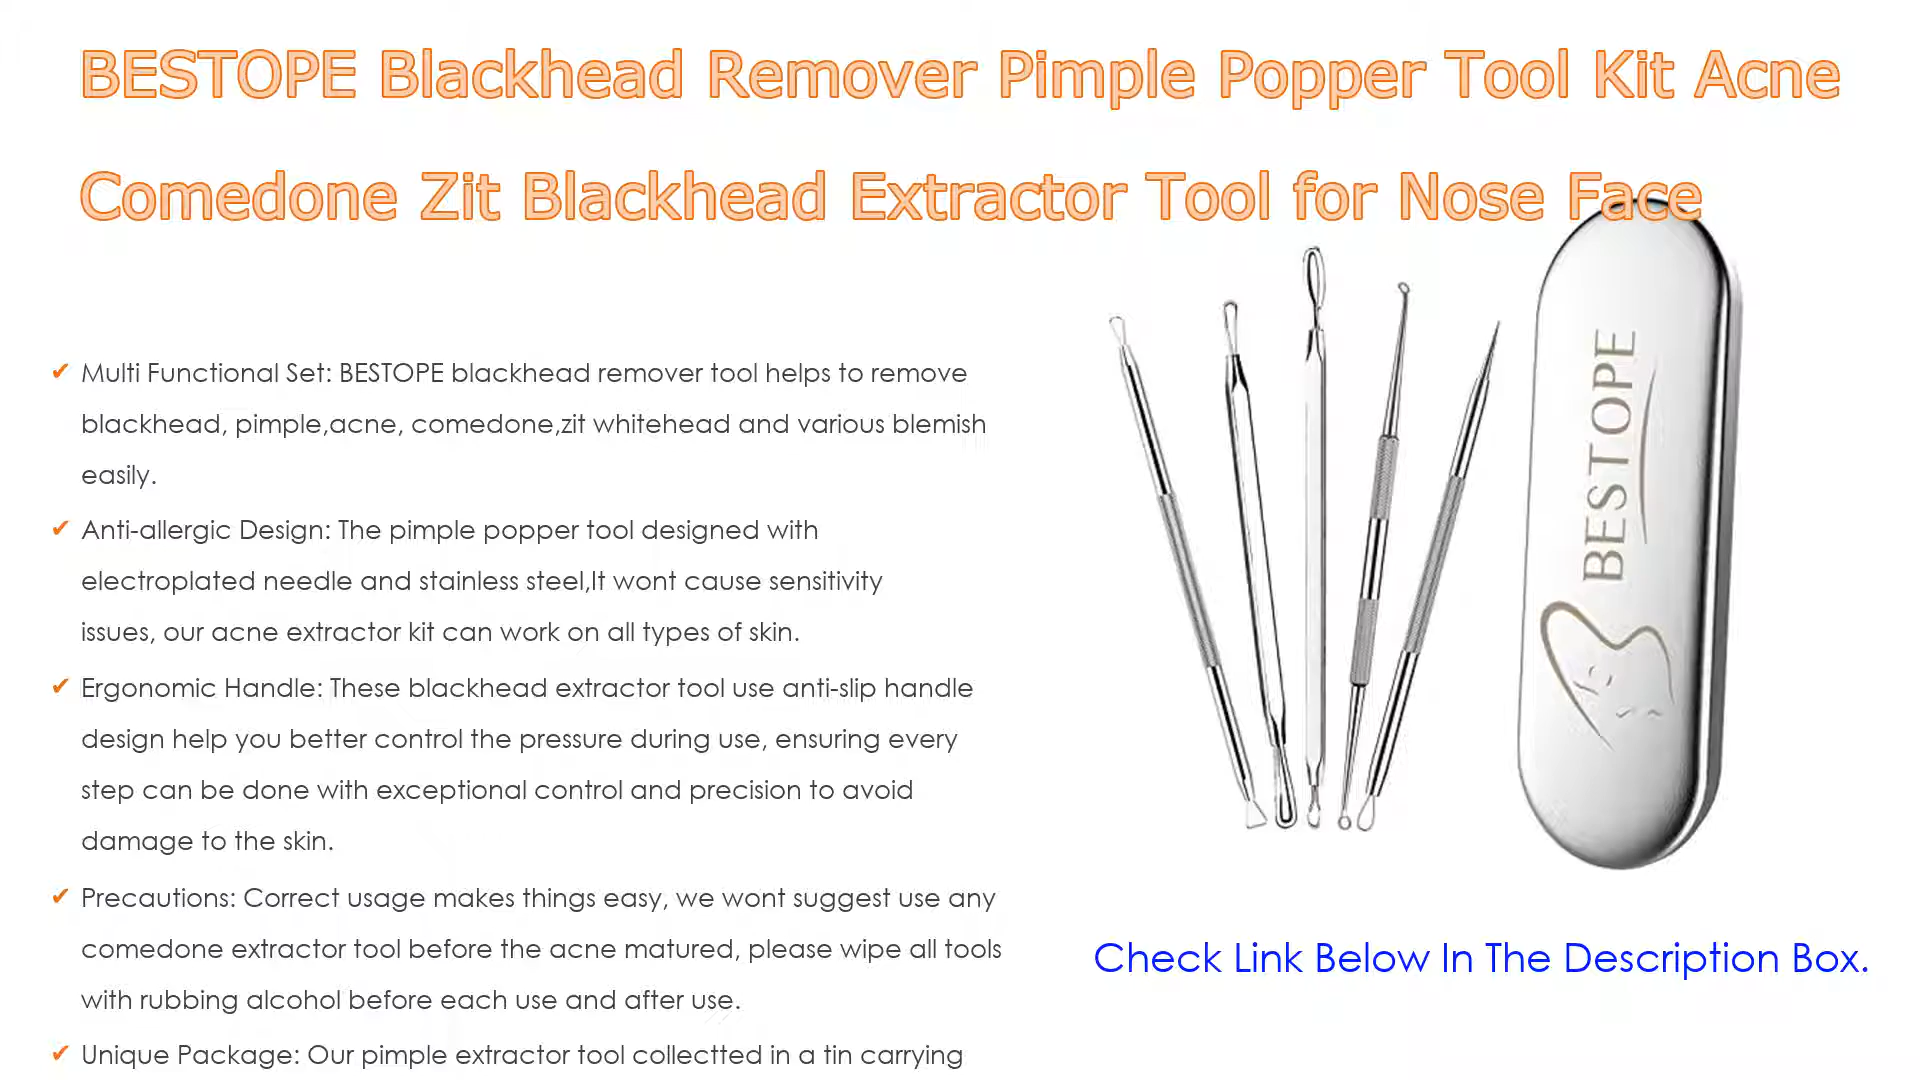 BESTOPE Blackhead Remover Pimple Popper Tool Kit Acne
Comedone Zit Blackhead Extractor Tool for Nose Face
✔ Multi Functional Set: BESTOPE blackhead remover tool helps to remove
blackhead, pimple,acne, comedone,zit whitehead and various blemish
easily.
✔ Anti-allergic Design: The pimple popper tool designed with
electroplated needle and stainless steel,It wont cause sensitivity
issues, our acne extractor kit can work on all types of skin.
✔ Ergonomic Handle: These blackhead extractor tool use anti-slip handle
design help you better control the pressure during use, ensuring every
step can be done with exceptional control and precision to avoid
damage to the skin.
✔ Precautions: Correct usage makes things easy, we wont suggest use any
comedone extractor tool before the acne matured, please wipe all tools
with rubbing alcohol before each use and after use.
✔ Unique Package: Our pimple extractor tool collectted in a tin carrying
BESTOPE
Check Link Below In The Description Box.